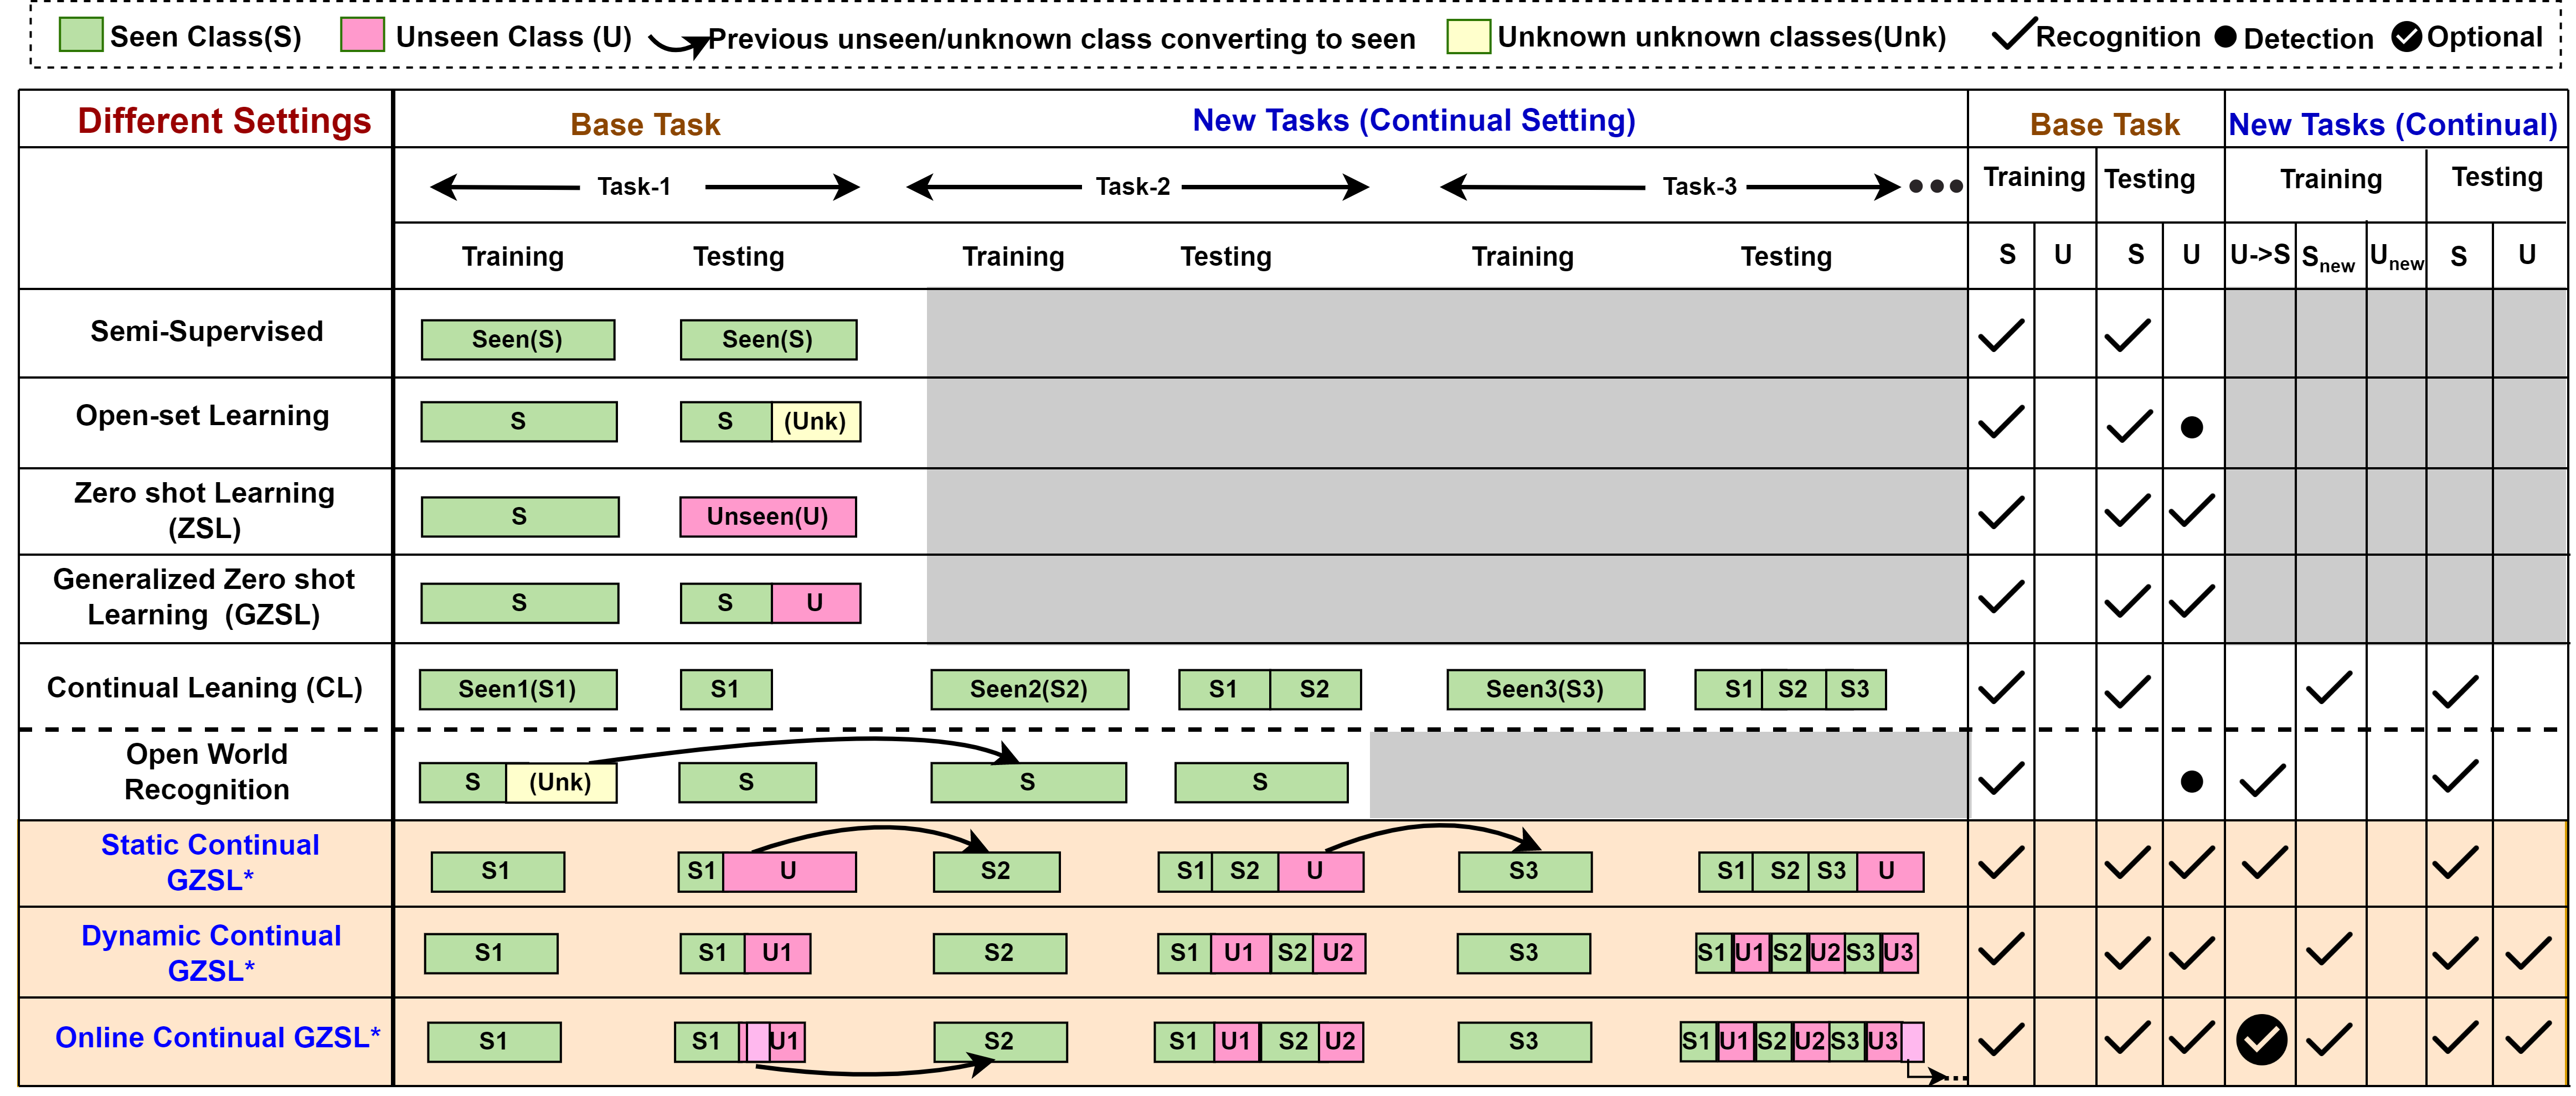 Seen Class(S) Unseen Class (U) Previous unseen/unknown class converting to seen Unknown unknown classes(Unk) Recognition Detection Optional
Different Settings Base Task New Tasks (Continual Setting) Base Task New Tasks (Continual)
Task-1 Task-2 Task-3 Training Testing Training Testing
Training Testing Training Testing Training Testing S U S U U->S Snew Unew S U
Semi-Supervised Seen(S) Seen(S)
Open-set Learning S S (Unk)
Zero shot Learning
(ZSL) S Unseen(U)
Generalized Zero shot
Learning (GZSL) S S U
Continual Leaning (CL) Seen1(S1) S1 Seen2(S2) S1 S2 Seen3(S3) S1 S2 S3
Open World
Recognition S (Unk) S S S
Static Continual
GZSL* S1 S1 U S2 S1 S2 U S3 S1 S2 S3 U
Dynamic Continual
GZSL* S1 S1 U1 S2 S1 U1 S2 U2 S3 S1 U1 S2 U2 S3 U3
Online Continual GZSL* S1 S1 U1 S2 S1 U1 S2 U2 S3 S1 U1 S2 U2 S3 U3